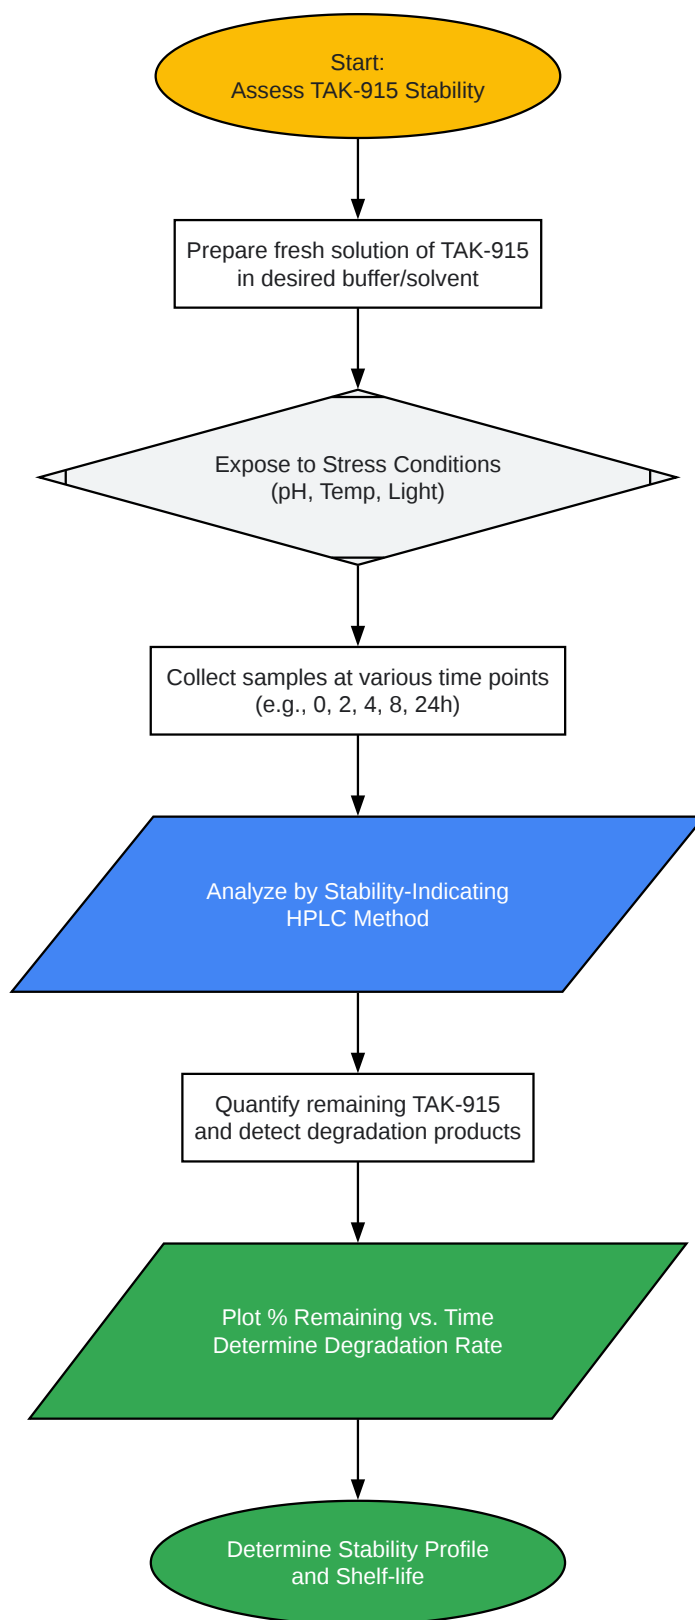 Start:
Assess TAK-915 Stability
Prepare fresh solution of TAK-915
in desired buffer/solvent
Expose to Stress Conditions
(pH, Temp, Light)
Collect samples at various time points
(e.g., 0, 2, 4, 8, 24h)
Analyze by Stability-Indicating
HPLC Method
Quantify remaining TAK-915
and detect degradation products
Plot % Remaining vs. Time
Determine Degradation Rate
Determine Stability Profile
and Shelf-life